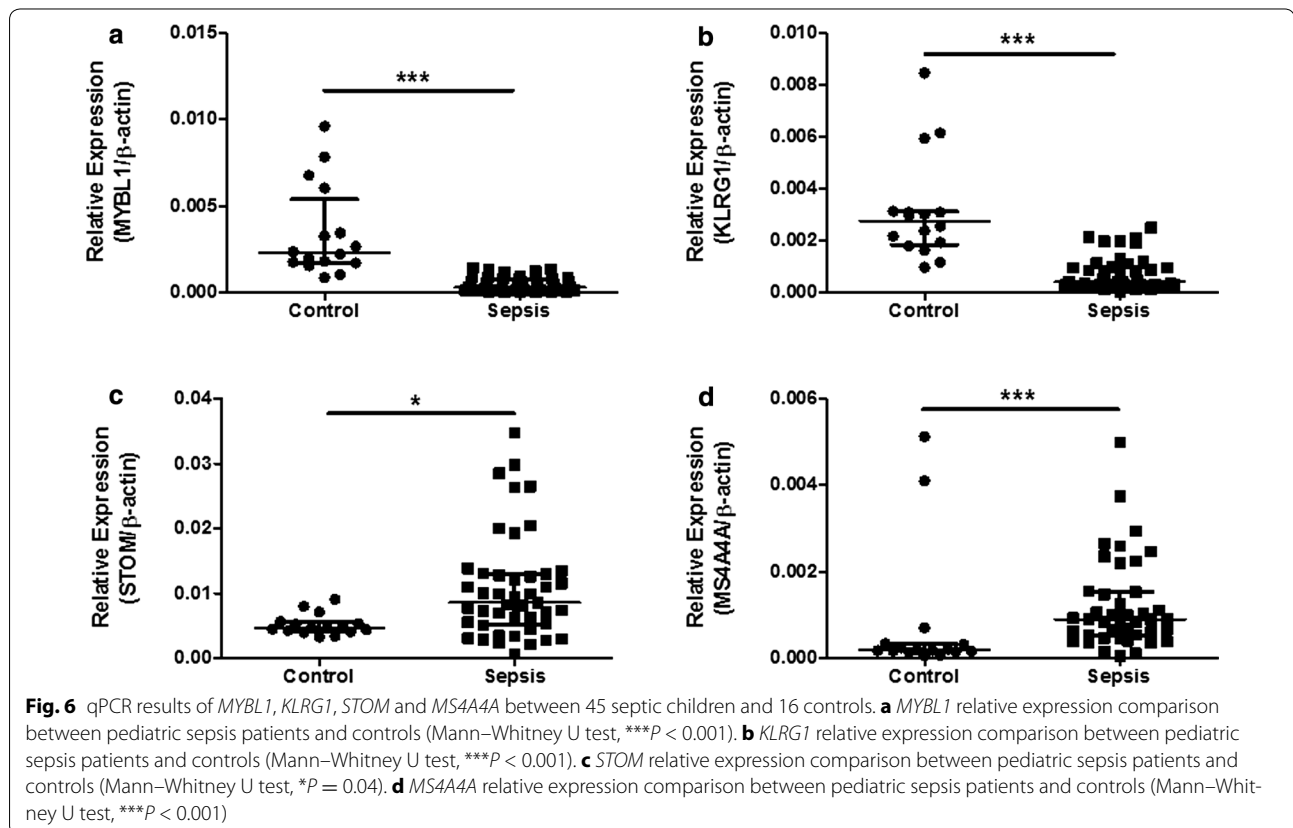 a
0.015
0.010
0.005
0.000
Relative Expression
(MYBL1/β-actin)
***
Control
Sepsis
b
0.010
0.008
0.006
0.004
0.002
0.000
Relative Expression
(KLRG1/β-actin)
***
Control
Sepsis
c
0.04
0.03
0.02
0.01
0.00
Relative Expression
(STOM/β-actin)
*
Control
Sepsis
d
0.006
0.004
0.002
0.000
Relative Expression
(MS4A4A/β-actin)
***
Control
Sepsis
Fig. 6 qPCR results of MYBL1, KLRG1, STOM and MS4A4A between 45 septic children and 16 controls. a MYBL1 relative expression comparison
between pediatric sepsis patients and controls (Mann–Whitney U test, ***P < 0.001). b KLRG1 relative expression comparison between pediatric
sepsis patients and controls (Mann–Whitney U test, ***P < 0.001). c STOM relative expression comparison between pediatric sepsis patients and
controls (Mann–Whitney U test, *P = 0.04). d MS4A4A relative expression comparison between pediatric sepsis patients and controls (Mann–Whit-
ney U test, ***P < 0.001)